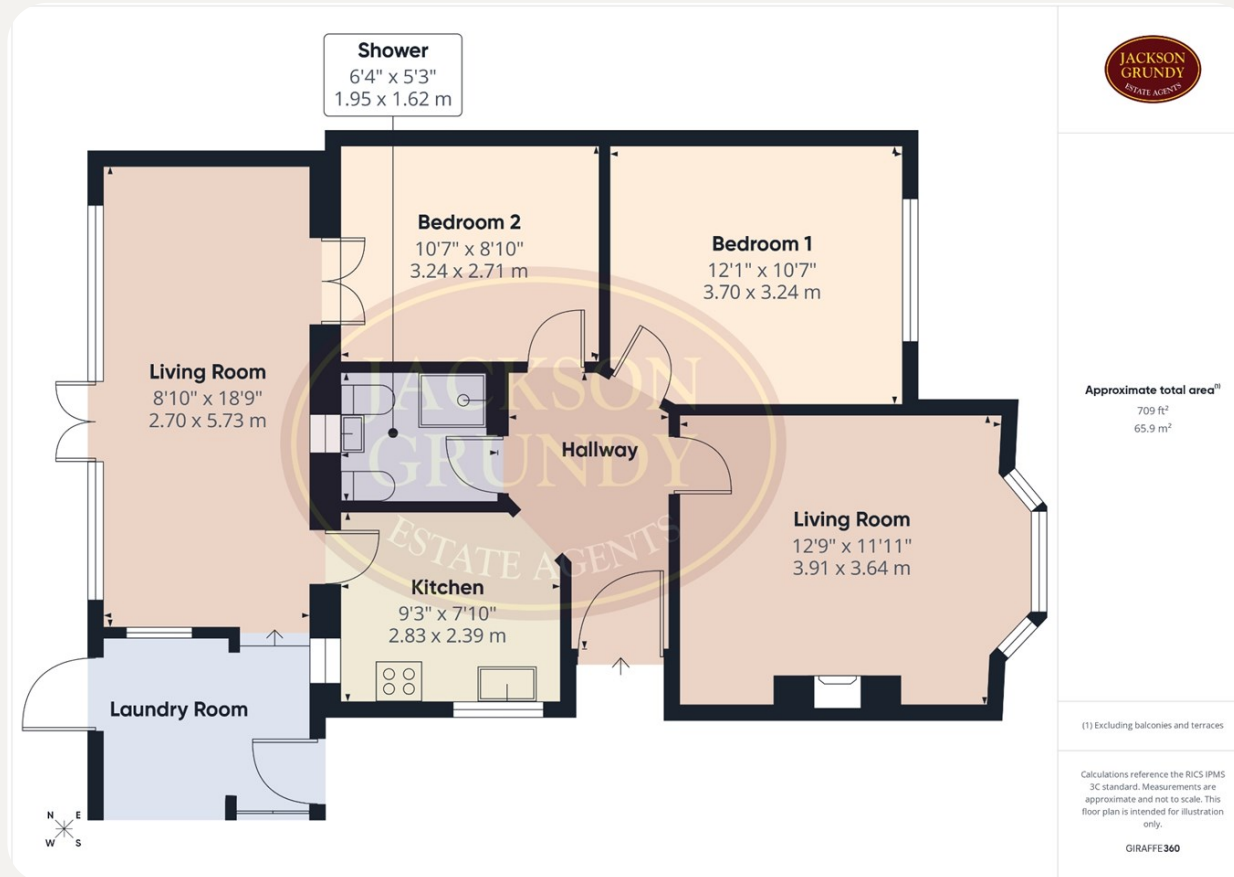 Shower
6'4" x 5'3"
1.95 x 1.62 m
JACKSON
GRUNDY
ESTATE AGENTS
Bedroom 2
10'7" x 8'10"
3.24 x 2.71 m
Bedroom 1
12'1" x 10'7"
3.70 x 3.24 m
Living Room
8'10" x 18'9"
2.70 x 5.73 m
JACKSON
GRUNDY
ESTATE AGENTS
Hallway
Living Room
12'9" x 11'11"
3.91 x 3.64 m
Kitchen
9'3" x 7'10"
2.83 x 2.39 m
Laundry Room
N E
W S
Approximate total area(1)
709 ft²
65.9 m²
(1) Excluding balconies and terraces
Calculations reference the RICS IPMS
3C standard. Measurements are
approximate and not to scale. This
floor plan is intended for illustration
only.
GIRAFFE360